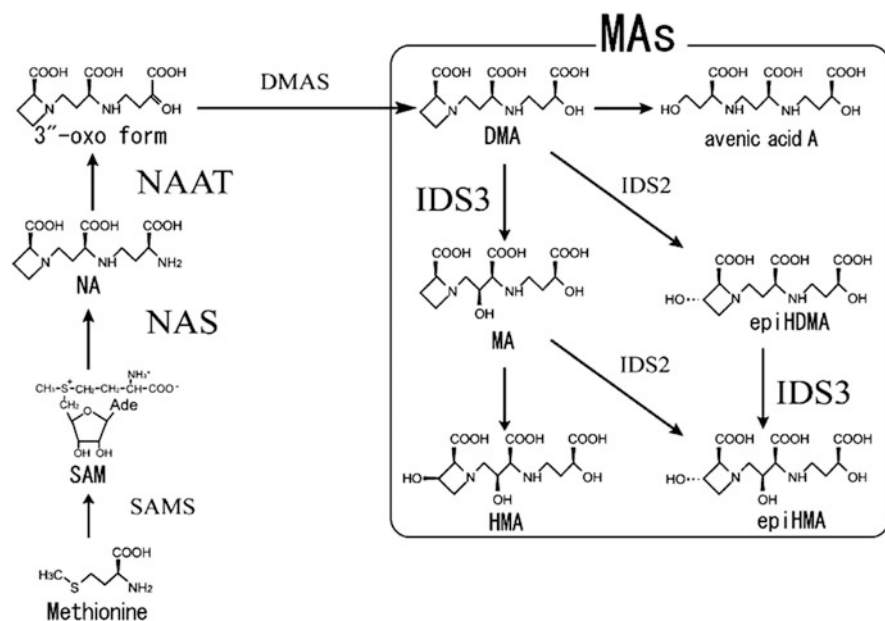 MAs
COOH COOH COOH
N NH OH
3″-oxo form
DMAS
COOH COOH COOH
N NH OH
DMA
COOH COOH COOH
HO N N OH
H H
avenic acid A
NAAT
IDS3
IDS2
COOH COOH COOH
N NH NH₂
NA
COOH COOH COOH
N NH OH
OH
MA
COOH COOH COOH
HO N NH OH
epiHDMA
NAS
IDS2
IDS3
NH₃⁺
CH₃-S⁺-CH₂-CH₂-CH-COO⁻
CH₂ O Ade
OH OH
SAM
COOH COOH COOH
HO N NH OH
OH
HMA
COOH COOH COOH
HO N NH OH
OH
epiHMA
SAMS
COOH
H₃C S NH₂
Methionine